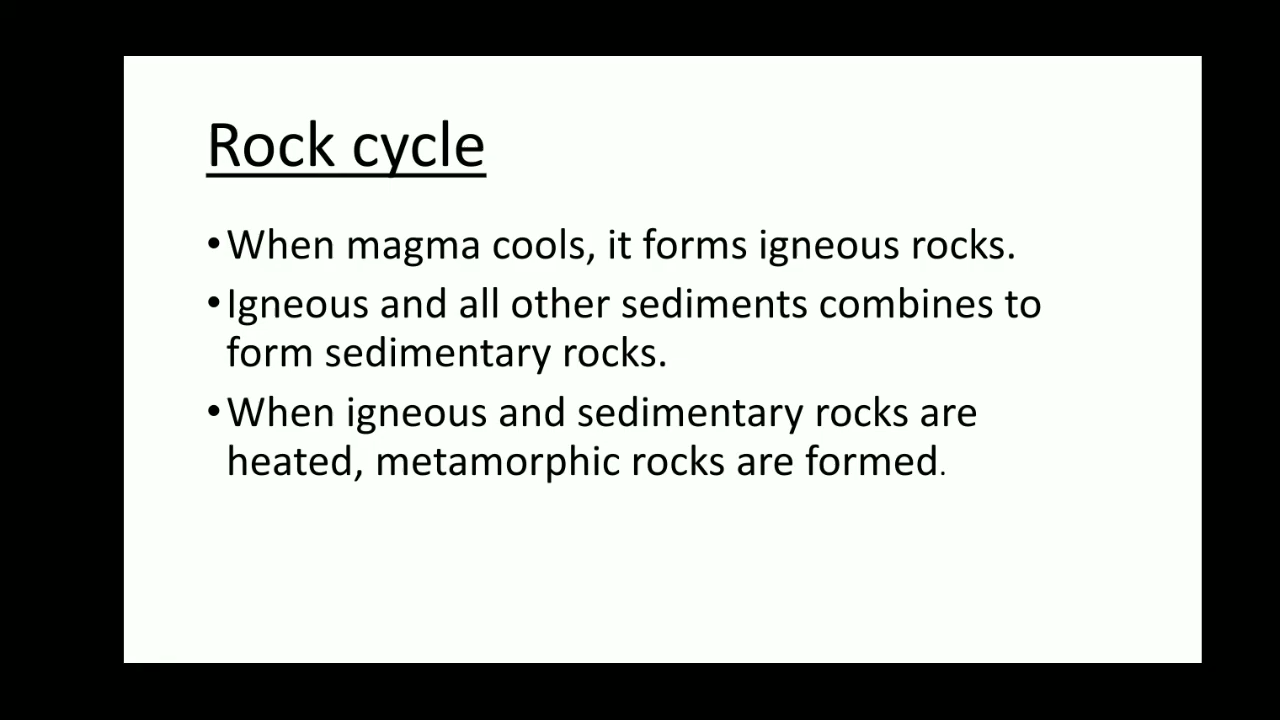 Rock cycle
•When magma cools, it forms igneous rocks.
•Igneous and all other sediments combines to
form sedimentary rocks.
•When igneous and sedimentary rocks are
heated, metamorphic rocks are formed.